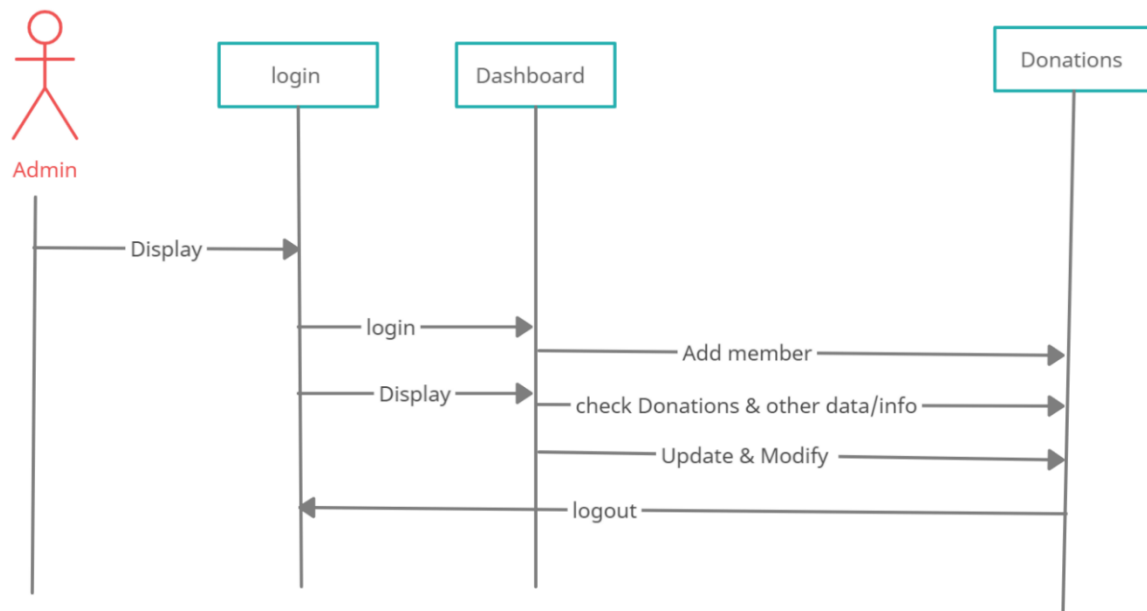 login
Dashboard
Donations
Admin
Display
login
Add member
Display
check Donations & other data/info
Update & Modify
logout